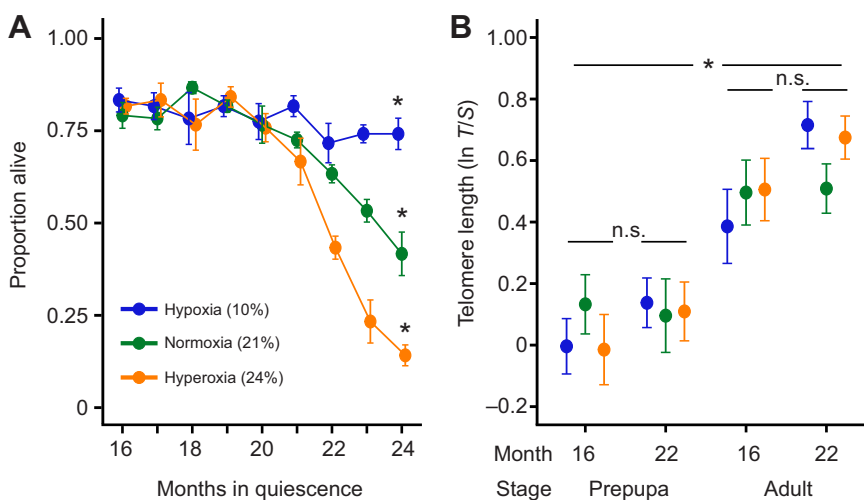 A
1.00
0.75
0.50
0.25
0
Proportion alive
*
*
*
Hypoxia (10%)
Normoxia (21%)
Hyperoxia (24%)
16 18 20 22 24
Months in quiescence
B
1.0
0.8
0.6
0.4
0.2
0
–0.2
Telomere length (ln T/S)
*
n.s.
n.s.
Month 16 22 16 22
Stage Prepupa Adult